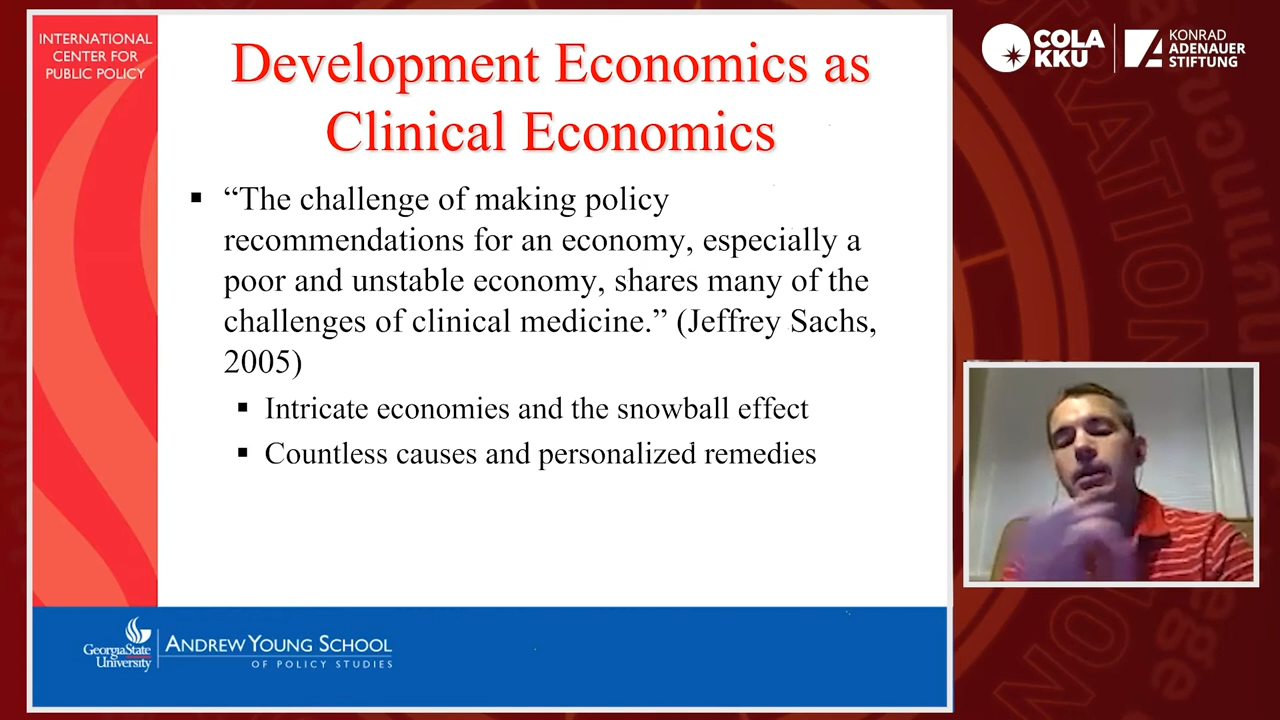 INTERNATIONAL
CENTER FOR
PUBLIC POLICY
Development Economics as
Clinical Economics
▪ “The challenge of making policy
recommendations for an economy, especially a
poor and unstable economy, shares many of the
challenges of clinical medicine.” (Jeffrey Sachs,
2005)
▪ Intricate economies and the snowball effect
▪ Countless causes and personalized remedies
GeorgiaState
University
ANDREW YOUNG SCHOOL
OF POLICY STUDIES
COLA
KKU
KONRAD
ADENAUER
STIFTUNG